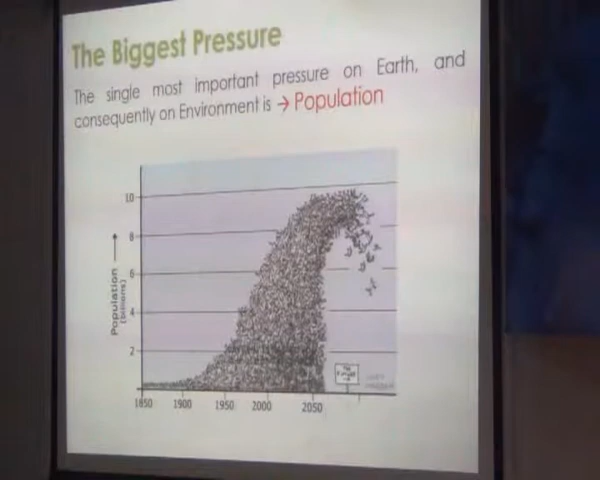 The Biggest Pressure
The single most important pressure on Earth, and
consequently on Environment is → Population
10
8
6
4
2
Population
(billions)
1850 1900 1950 2000 2050